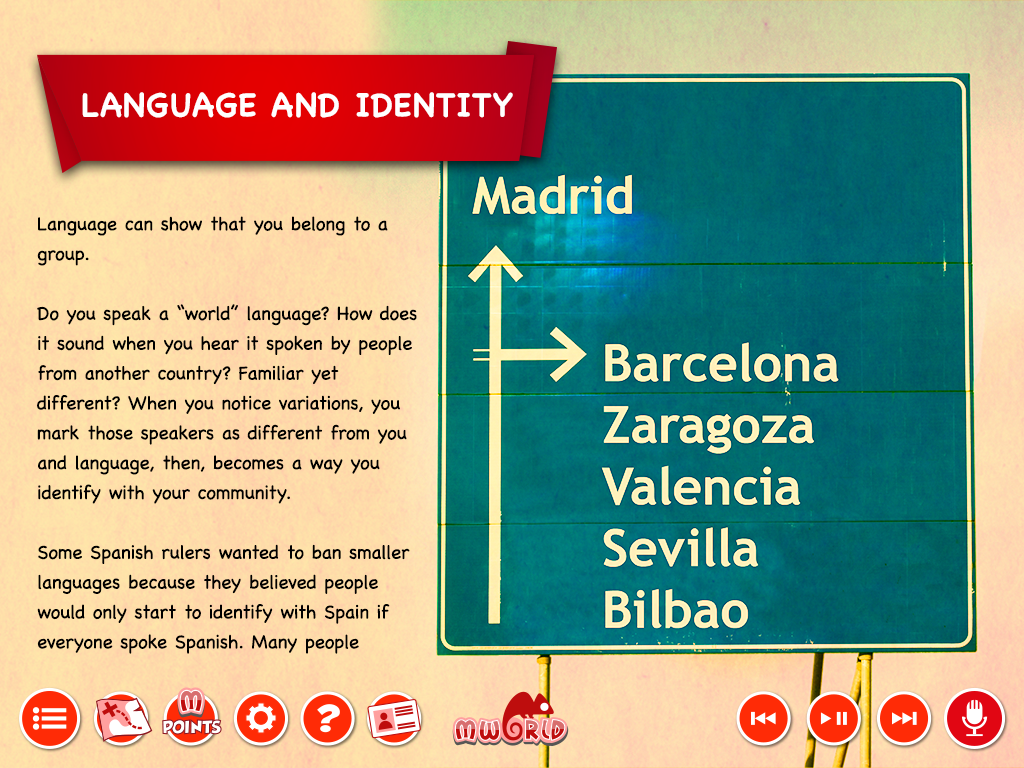 LANGUAGE AND IDENTITY
Language can show that you belong to a
group.
Do you speak a “world” language? How does
it sound when you hear it spoken by people
from another country? Familiar yet
different? When you notice variations, you
mark those speakers as different from you
and language, then, becomes a way you
identify with your community.
Some Spanish rulers wanted to ban smaller
languages because they believed people
would only start to identify with Spain if
everyone spoke Spanish. Many people
Madrid
Barcelona
Zaragoza
Valencia
Sevilla
Bilbao
M
POINTS
?
MWORLD